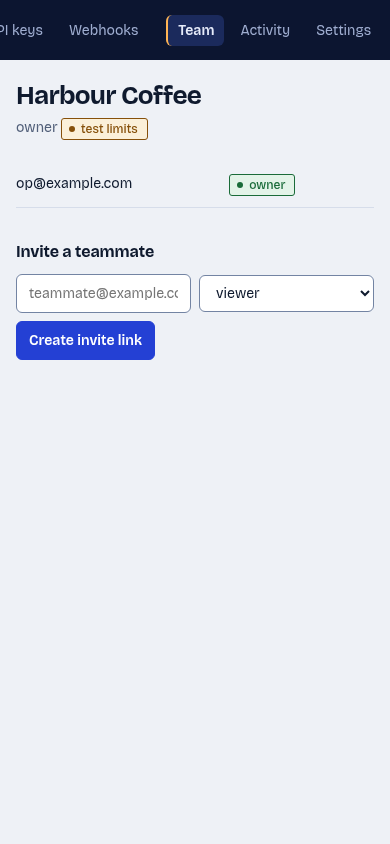 PI keys Webhooks Team Activity Settings
Harbour Coffee
owner test limits
op@example.com owner
Invite a teammate
teammate@example.cc viewer
Create invite link